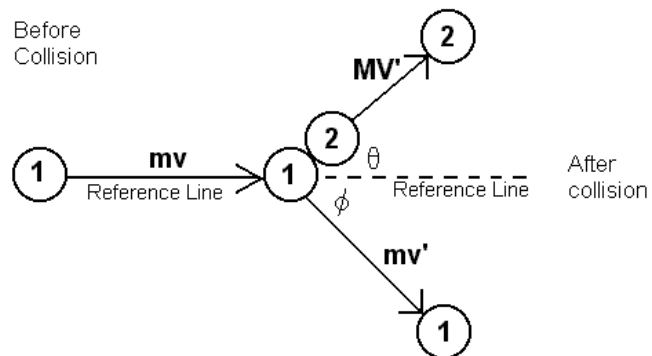 Before
Collision
2
MV'
2
mv
θ
After
1
1
Reference Line
Reference Line
collision
ϕ
mv'
1